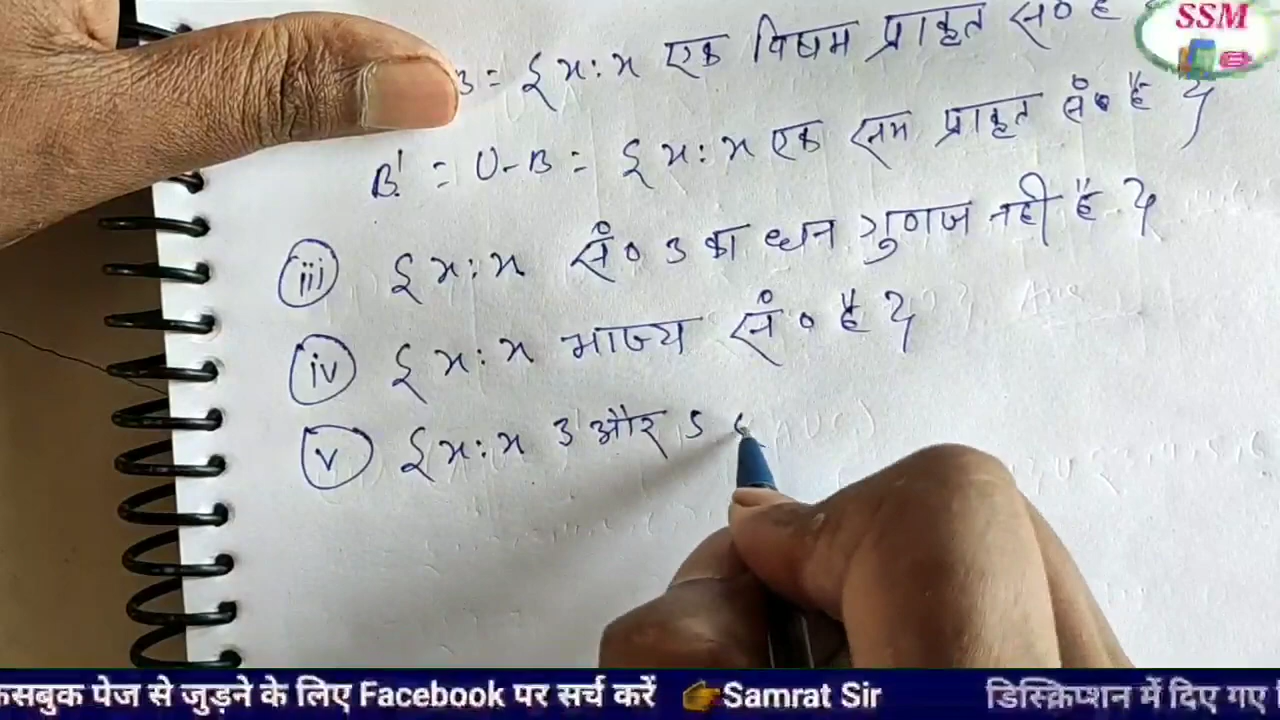 SSM
B = {x : x एक विषम प्राकृत सं० है
B' = U - B = {x : x एक सम प्राकृत सं० है}
(iii) {x : x सं० 3 का धन गुणज नहीं है}
(iv) {x : x भाज्य सं० है}
(v) {x : x 3 और 5
फेसबुक पेज से जुड़ने के लिए Facebook पर सर्च करें 👉Samrat Sir डिस्क्रिप्शन में दिए गए